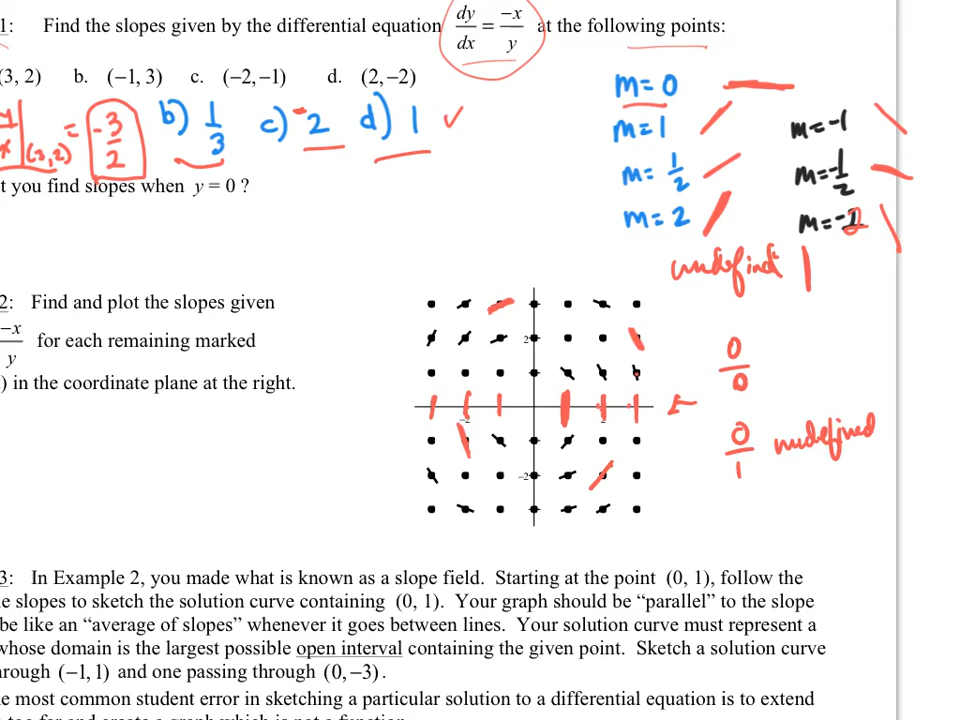 1: Find the slopes given by the differential equation dy/dx = −x/y at the following points:
(3, 2) b. (−1, 3) c. (−2,−1) d. (2,−2)
m= 0
m=1 m=-1
(3,2) = -3/2 b) 1/3 c) -2 d) 1 ✓
m= 1/2 m=-1/2
t you find slopes when y = 0 ?
m= 2 m=-2
undefined
2: Find and plot the slopes given
−x/y for each remaining marked
) in the coordinate plane at the right.
2
0/0
-2 2
0/1 undefined
−2
3: In Example 2, you made what is known as a slope field. Starting at the point (0, 1), follow the
e slopes to sketch the solution curve containing (0, 1). Your graph should be “parallel” to the slope
be like an “average of slopes” whenever it goes between lines. Your solution curve must represent a
whose domain is the largest possible open interval containing the given point. Sketch a solution curve
hrough (−1, 1) and one passing through (0,−3).
e most common student error in sketching a particular solution to a differential equation is to extend